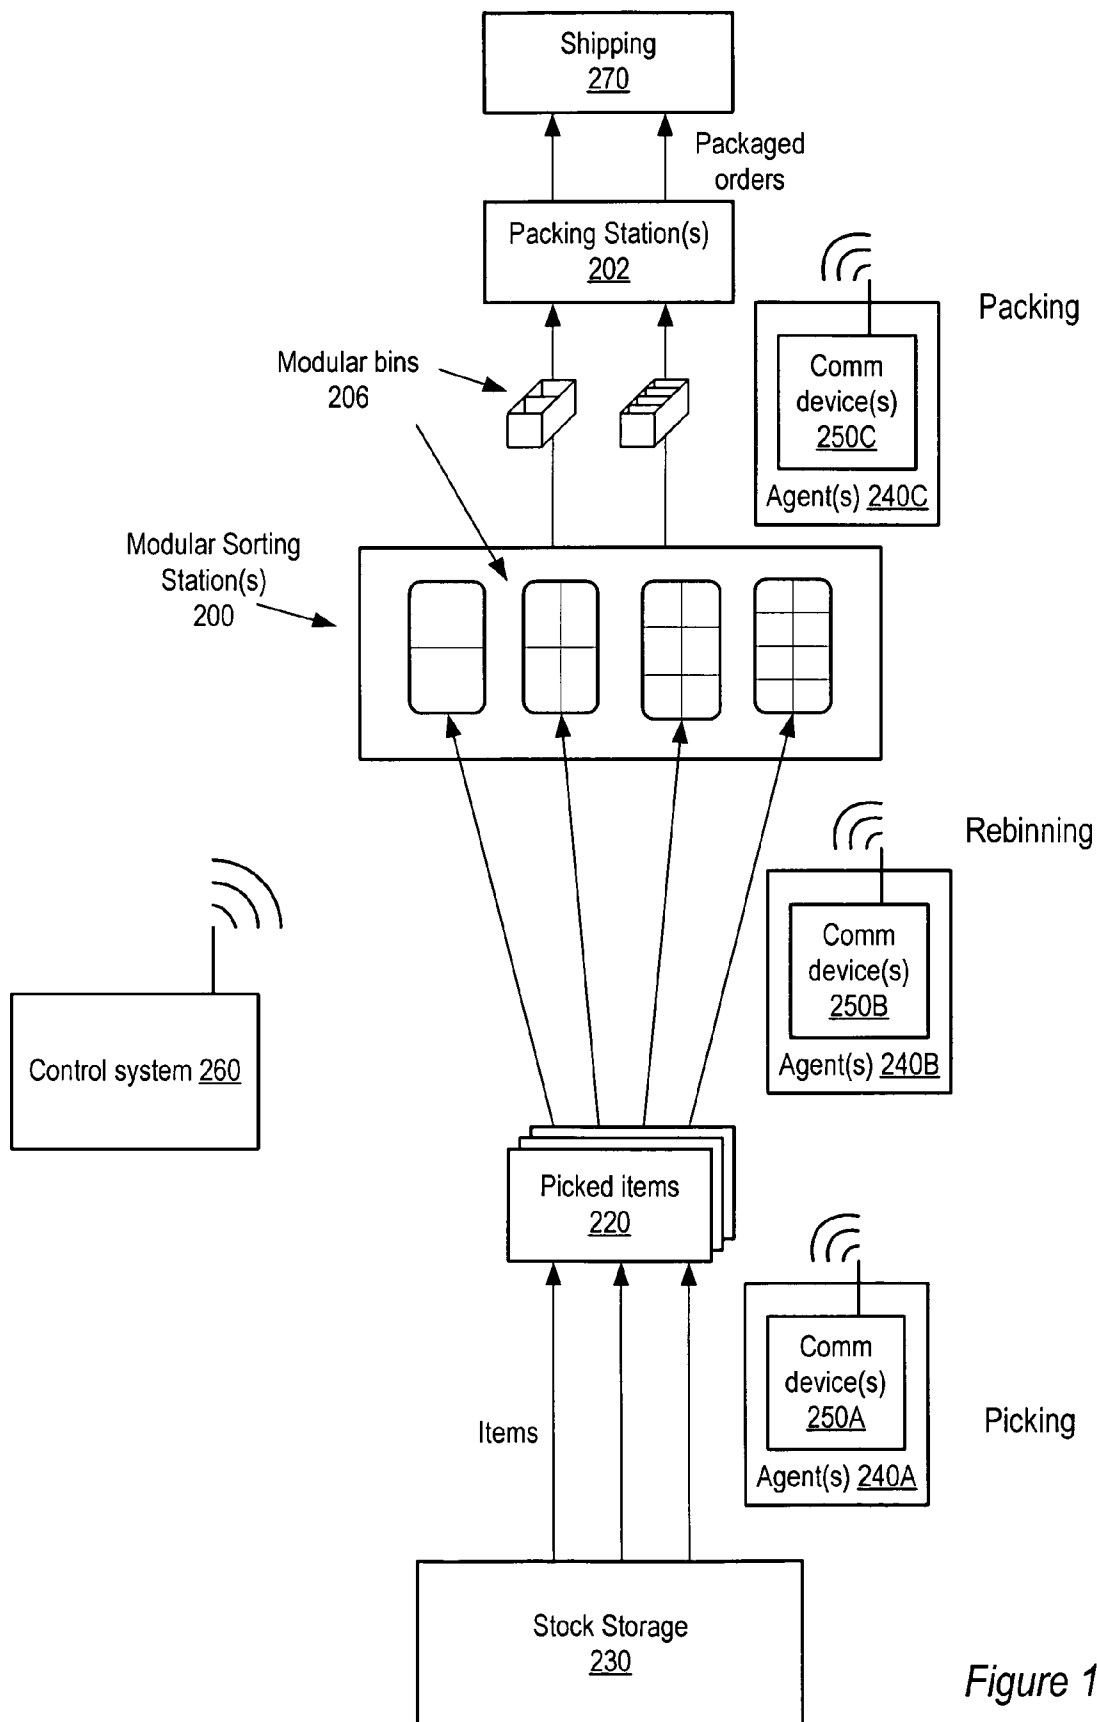 Shipping
270
Packaged
orders
Packing Station(s)
202
Packing
Modular bins
206
Comm
device(s)
250C
Agent(s) 240C
Modular Sorting
Station(s)
200
Rebinning
Comm
device(s)
250B
Agent(s) 240B
Control system 260
Picked items
220
Comm
device(s)
250A
Agent(s) 240A
Picking
Items
Stock Storage
230
Figure 1